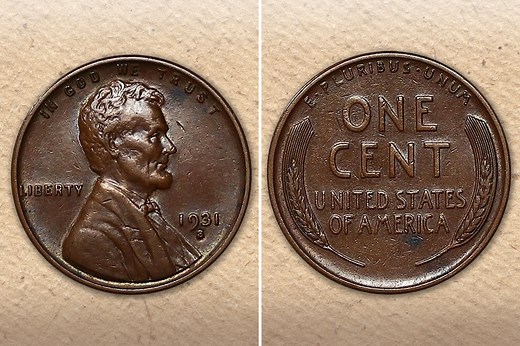 IN GOD WE TRUST
LIBERTY
1931
S
E·PLURIBUS·UNUM
ONE
CENT
UNITED STATES
OF AMERICA